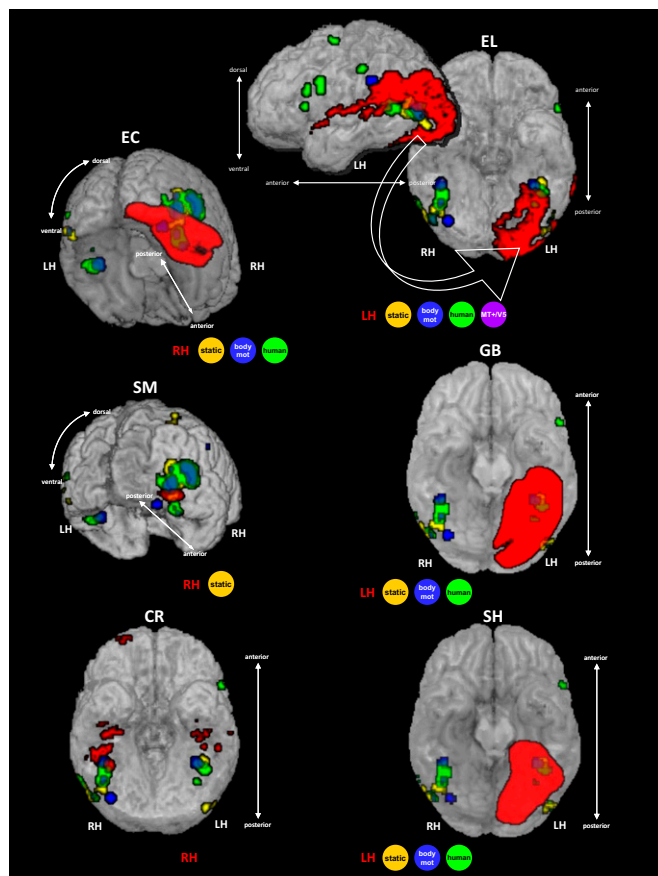 EL
dorsal
ventral
LH
anterior
posterior
anterior
posterior
RH
LH
LH
static
body
mot
human
MT+/V5
EC
dorsal
ventral
LH
posterior
anterior
RH
RH
static
body
mot
human
SM
dorsal
ventral
LH
posterior
anterior
RH
RH
static
GB
anterior
posterior
RH
LH
LH
static
body
mot
human
CR
anterior
posterior
RH
LH
RH
SH
anterior
posterior
RH
LH
LH
static
body
mot
human